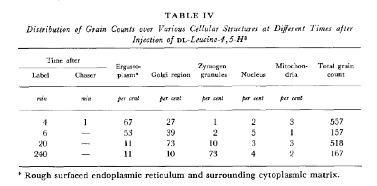 TABLE IV
Distribution of Grain Counts over Various Cellular Structures at Different Times after
Injection of DL-Leucine-4,5-H³
Time after Ergasto- Golgi region Zymogen Nucleus Mitochon- Total grain
Label Chaser plasm* granules dria count
min min per cent per cent per cent per cent per cent
4 1 67 27 1 2 3 557
6 — 53 39 2 5 1 157
20 — 11 73 10 3 3 518
240 — 11 10 73 4 2 167
* Rough surfaced endoplasmic reticulum and surrounding cytoplasmic matrix.